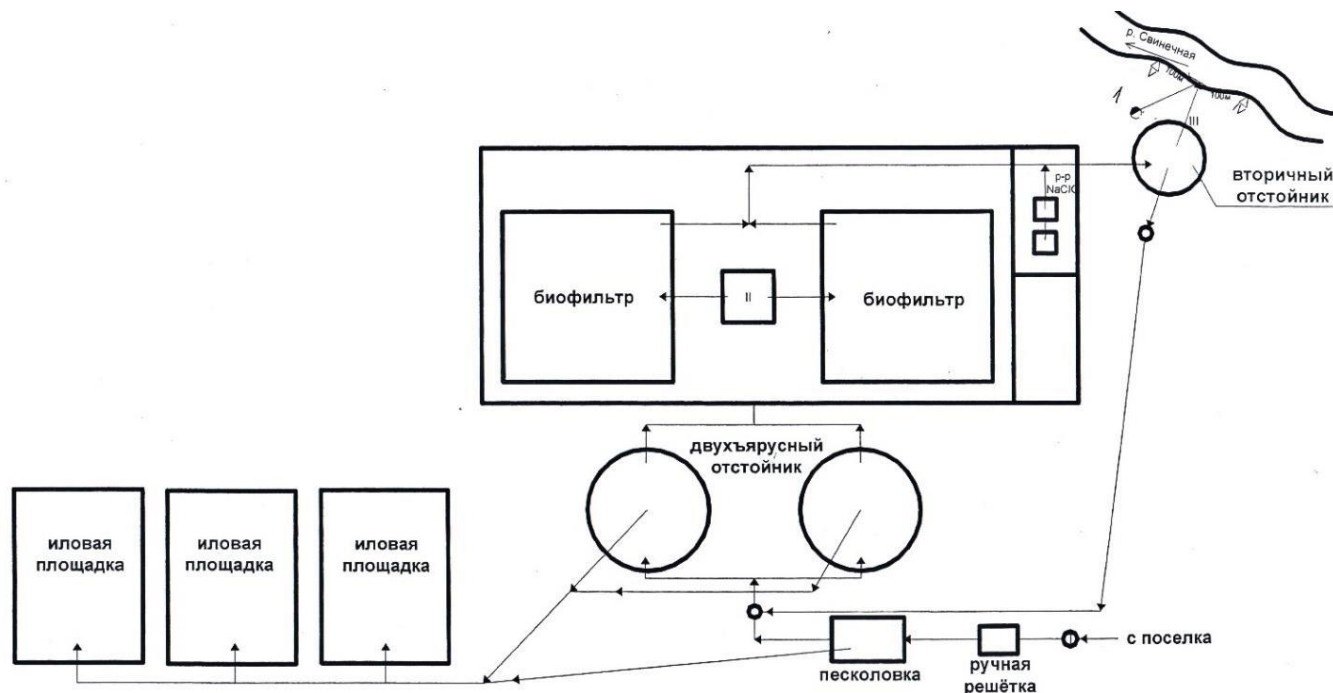 р. Свинечная
100м
100м
1
III
вторичный
отстойник
р-р
NaClO
биофильтр
II
биофильтр
двухъярусный
отстойник
иловая
площадка
иловая
площадка
иловая
площадка
с поселка
песколовка
ручная
решётка